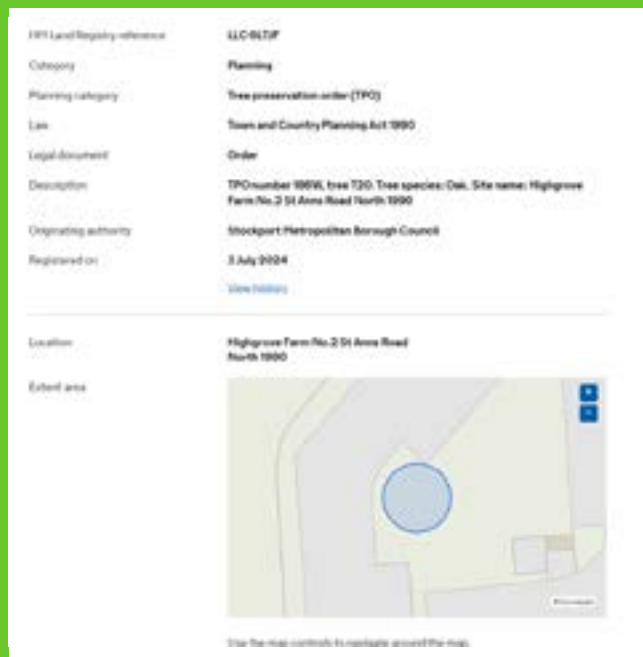 HM Land Registry reference LLC-6LTJF
Category Planning
Planning category Tree preservation order (TPO)
Law Town and Country Planning Act 1990
Legal document Order
Description TPO number 186W, tree T20. Tree species: Oak. Site name: Highgrove
Farm No.2 St Anns Road North 1990
Originating authority Stockport Metropolitan Borough Council
Registered on 3 July 2024
View history
Location Highgrove Farm No.2 St Anns Road
North 1990
Extent area
+
-
Use the map controls to navigate around the map.